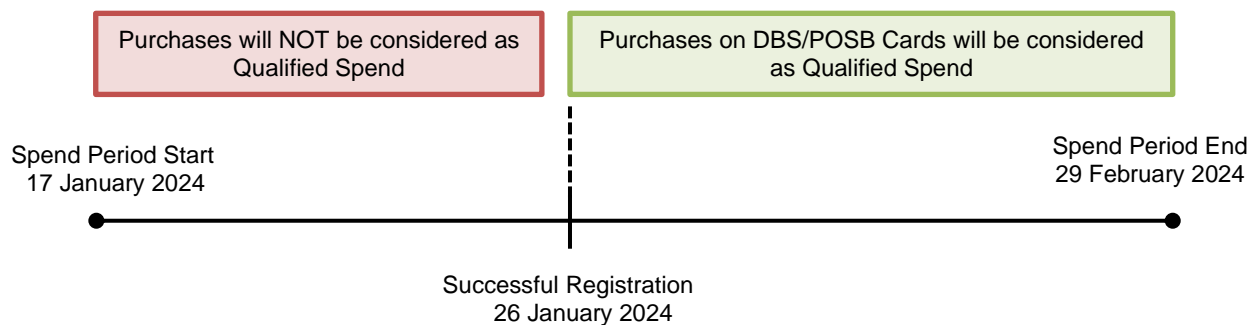 Purchases will NOT be considered as
Qualified Spend
Purchases on DBS/POSB Cards will be considered
as Qualified Spend
Spend Period Start
17 January 2024
Spend Period End
29 February 2024
Successful Registration
26 January 2024